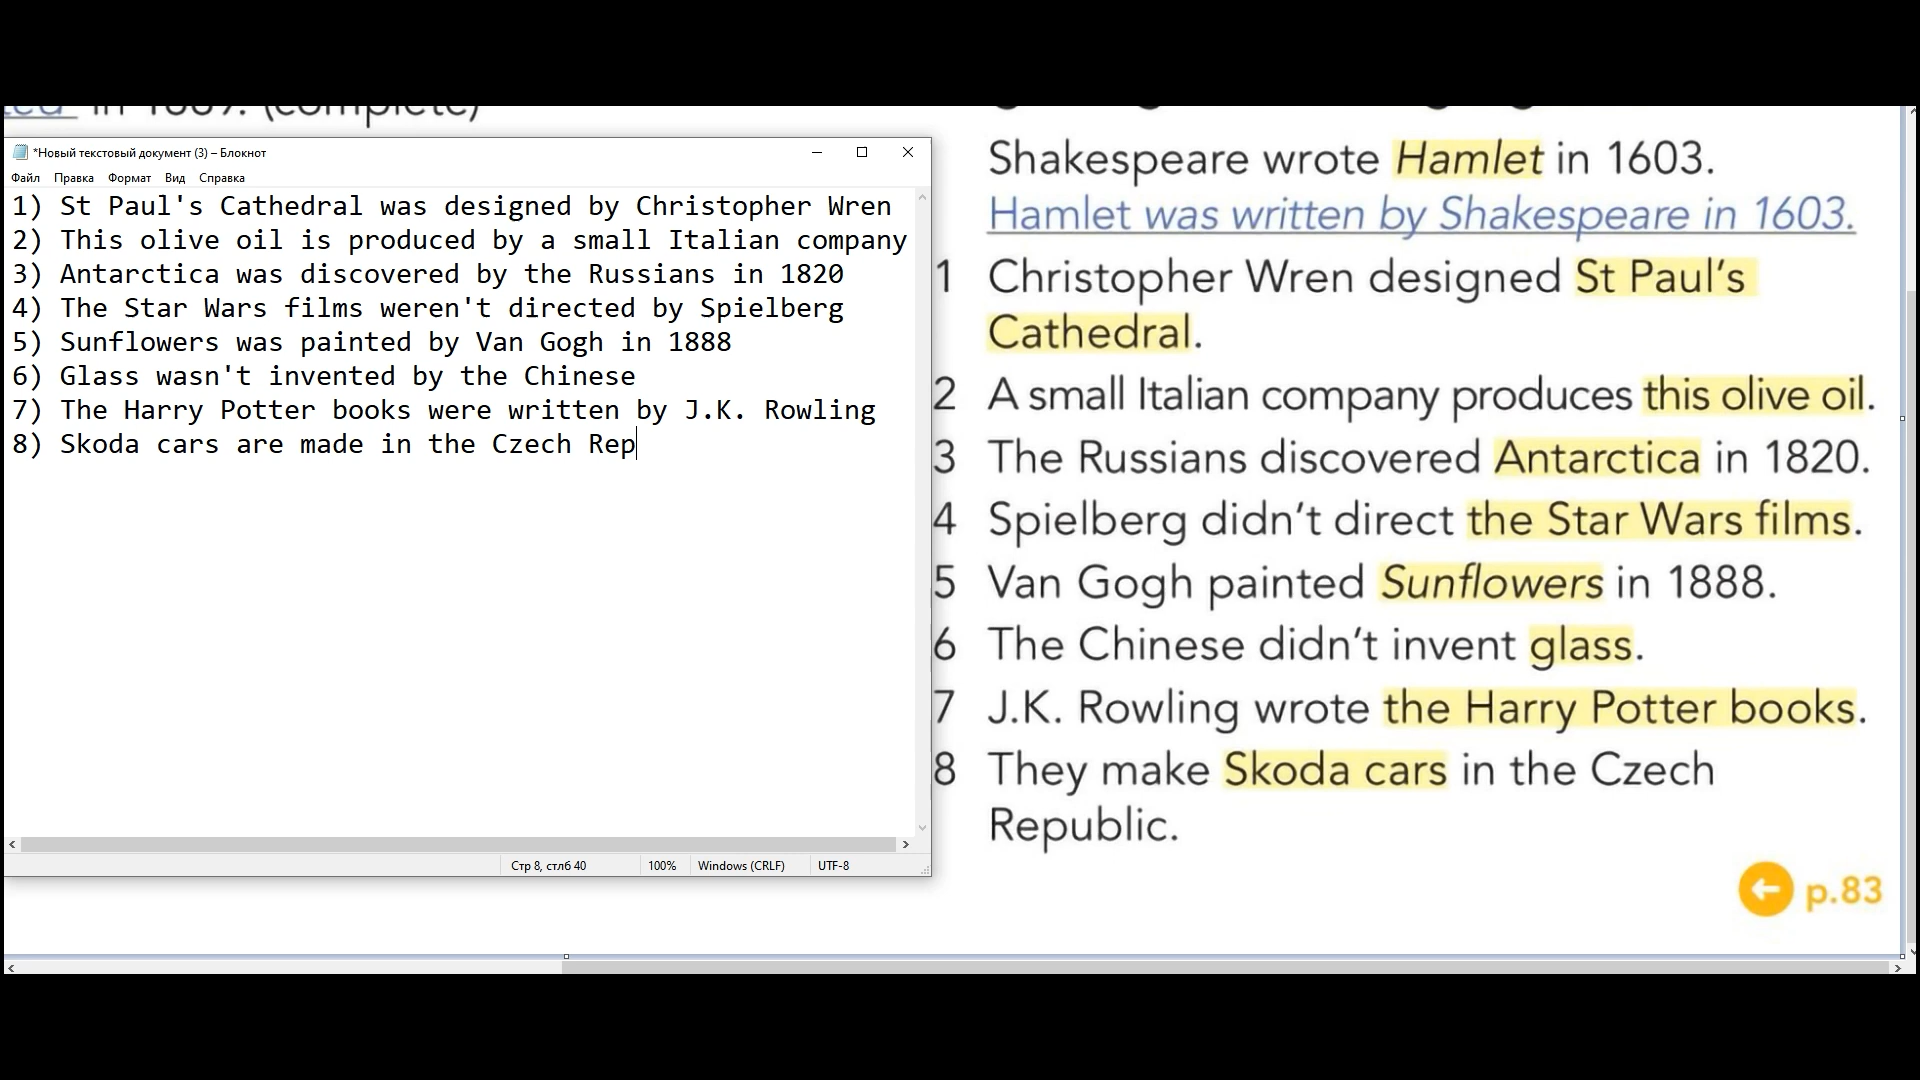 in 1889. (complete)
*Новый текстовый документ (3) – Блокнот
Файл Правка Формат Вид Справка
1) St Paul's Cathedral was designed by Christopher Wren
2) This olive oil is produced by a small Italian company
3) Antarctica was discovered by the Russians in 1820
4) The Star Wars films weren't directed by Spielberg
5) Sunflowers was painted by Van Gogh in 1888
6) Glass wasn't invented by the Chinese
7) The Harry Potter books were written by J.K. Rowling
8) Skoda cars are made in the Czech Rep
Стр 8, стлб 40 100% Windows (CRLF) UTF-8
Shakespeare wrote Hamlet in 1603.
Hamlet was written by Shakespeare in 1603.
1 Christopher Wren designed St Paul’s
Cathedral.
2 A small Italian company produces this olive oil.
3 The Russians discovered Antarctica in 1820.
4 Spielberg didn’t direct the Star Wars films.
5 Van Gogh painted Sunflowers in 1888.
6 The Chinese didn’t invent glass.
7 J.K. Rowling wrote the Harry Potter books.
8 They make Skoda cars in the Czech
Republic.
p.83